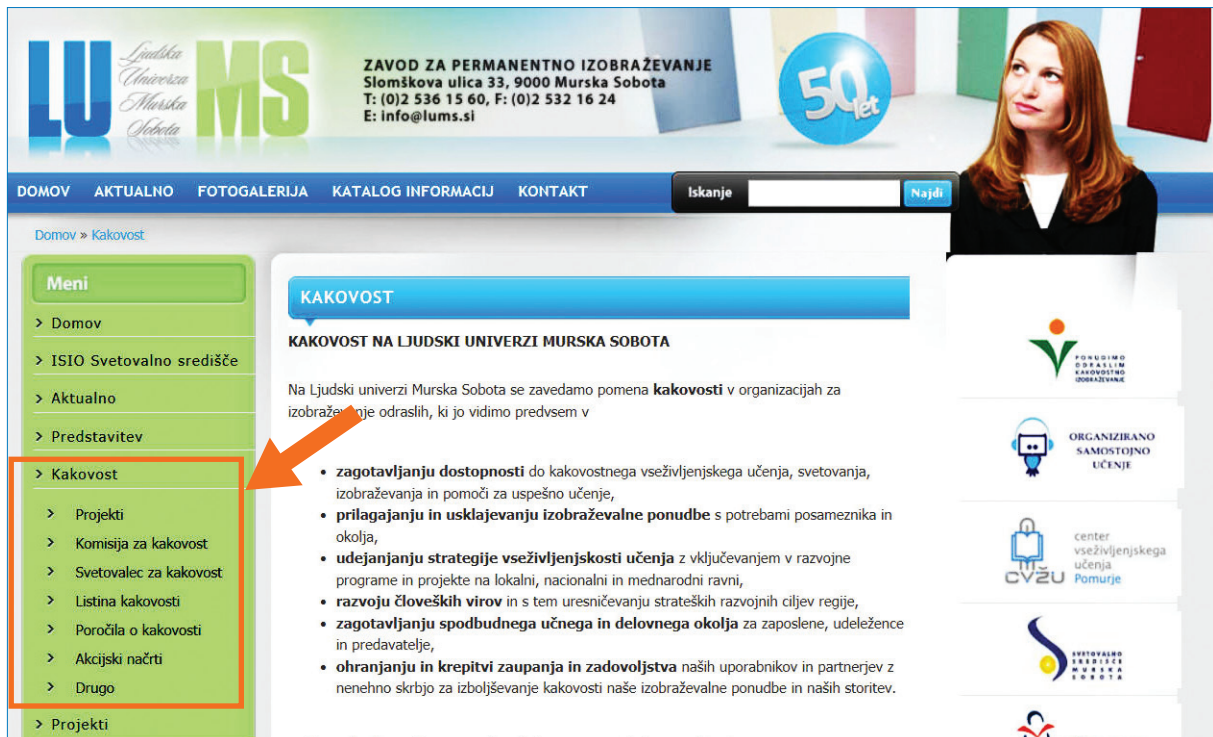 LU MS
Ljudska
Univerza
Murska
Sobota
ZAVOD ZA PERMANENTNO IZOBRAŽEVANJE
Slomškova ulica 33, 9000 Murska Sobota
T: (0)2 536 15 60, F: (0)2 532 16 24
E: info@lums.si
50 let
DOMOV AKTUALNO FOTOGALERIJA KATALOG INFORMACIJ KONTAKT
Iskanje Najdi
Domov » Kakovost
Meni
> Domov
> ISIO Svetovalno središče
> Aktualno
> Predstavitev
> Kakovost
> Projekti
> Komisija za kakovost
> Svetovalec za kakovost
> Listina kakovosti
> Poročila o kakovosti
> Akcijski načrti
> Drugo
> Projekti
KAKOVOST
KAKOVOST NA LJUDSKI UNIVERZI MURSKA SOBOTA
Na Ljudski univerzi Murska Sobota se zavedamo pomena kakovosti v organizacijah za
izobraževanje odraslih, ki jo vidimo predvsem v
• zagotavljanju dostopnosti do kakovostnega vseživljenjskega učenja, svetovanja,
izobraževanja in pomoči za uspešno učenje,
• prilagajanju in usklajevanju izobraževalne ponudbe s potrebami posameznika in
okolja,
• udejanjanju strategije vseživljenjskosti učenja z vključevanjem v razvojne
programe in projekte na lokalni, nacionalni in mednarodni ravni,
• razvoju človeških virov in s tem uresničevanju strateških razvojnih ciljev regije,
• zagotavljanju spodbudnega učnega in delovnega okolja za zaposlene, udeležence
in predavatelje,
• ohranjanju in krepitvi zaupanja in zadovoljstva naših uporabnikov in partnerjev z
nenehno skrbjo za izboljševanje kakovosti naše izobraževalne ponudbe in naših storitev.
PONUDIMO
ODRASLIM
KAKOVOSTNO
IZOBRAŽEVANJE
ORGANIZIRANO
SAMOSTOJNO
UČENJE
center
vseživljenjskega
učenja
CVŽU Pomurje
SVETOVALNO
SREDIŠČE
MURSKA
SOBOTA